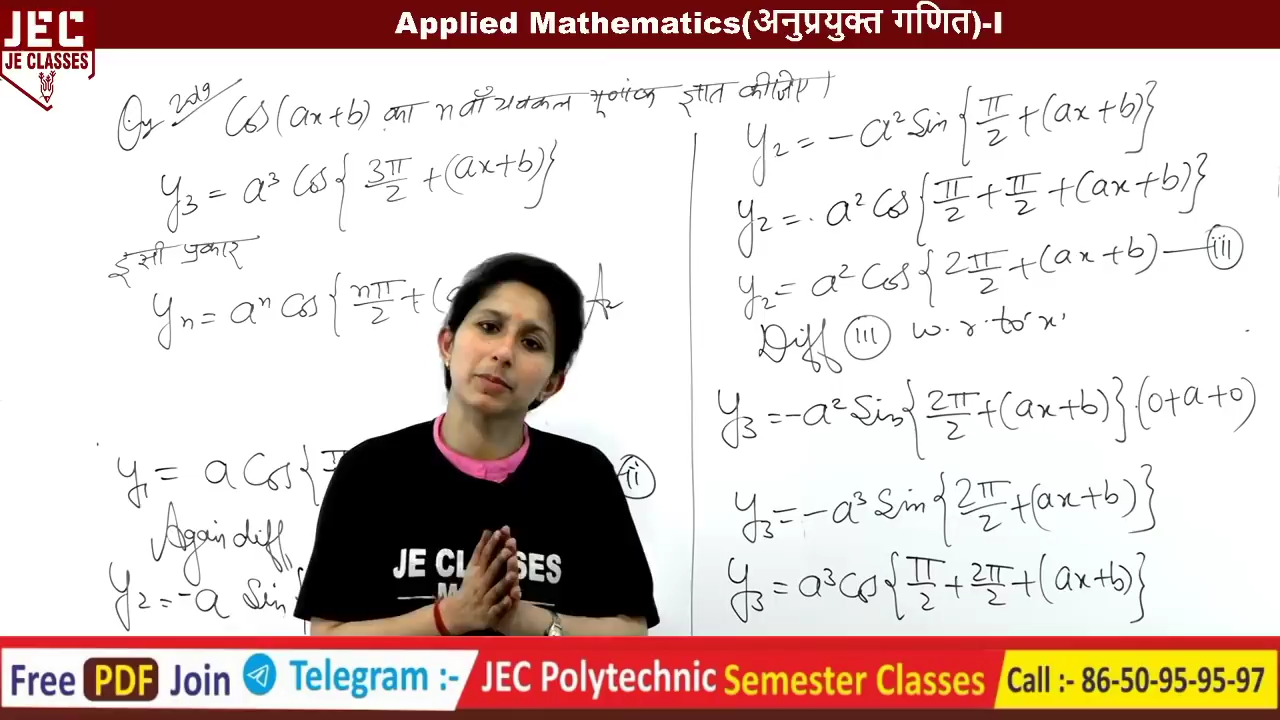 JEC
JE CLASSES
Applied Mathematics(अनुप्रयुक्त गणित)-I
2019 Cos(ax+b) का nवाँ अवकल गुणांक ज्ञात कीजिए।
y₃ = a³ Cos{3π/2 + (ax+b)}
इसी प्रकार
yₙ = aⁿ Cos{nπ/2 + (a
y₁ = a Cos{ ii
Again diff
y₂ = -a Sin{
y₂ = -a² Sin{π/2 + (ax+b)}
y₂ = a² Cos{π/2 + π/2 + (ax+b)}
y₂ = a² Cos{2π/2 + (ax+b) — iii
Diff iii w.r.to x.
y₃ = -a² Sin{2π/2 + (ax+b)}.(0+a+0)
y₃ = -a³ Sin{2π/2 + (ax+b)}
y₃ = a³ Cos{π/2 + 2π/2 + (ax+b)}
JE CLASSES
Free PDF Join Telegram :- JEC Polytechnic Semester Classes Call :- 86-50-95-95-97